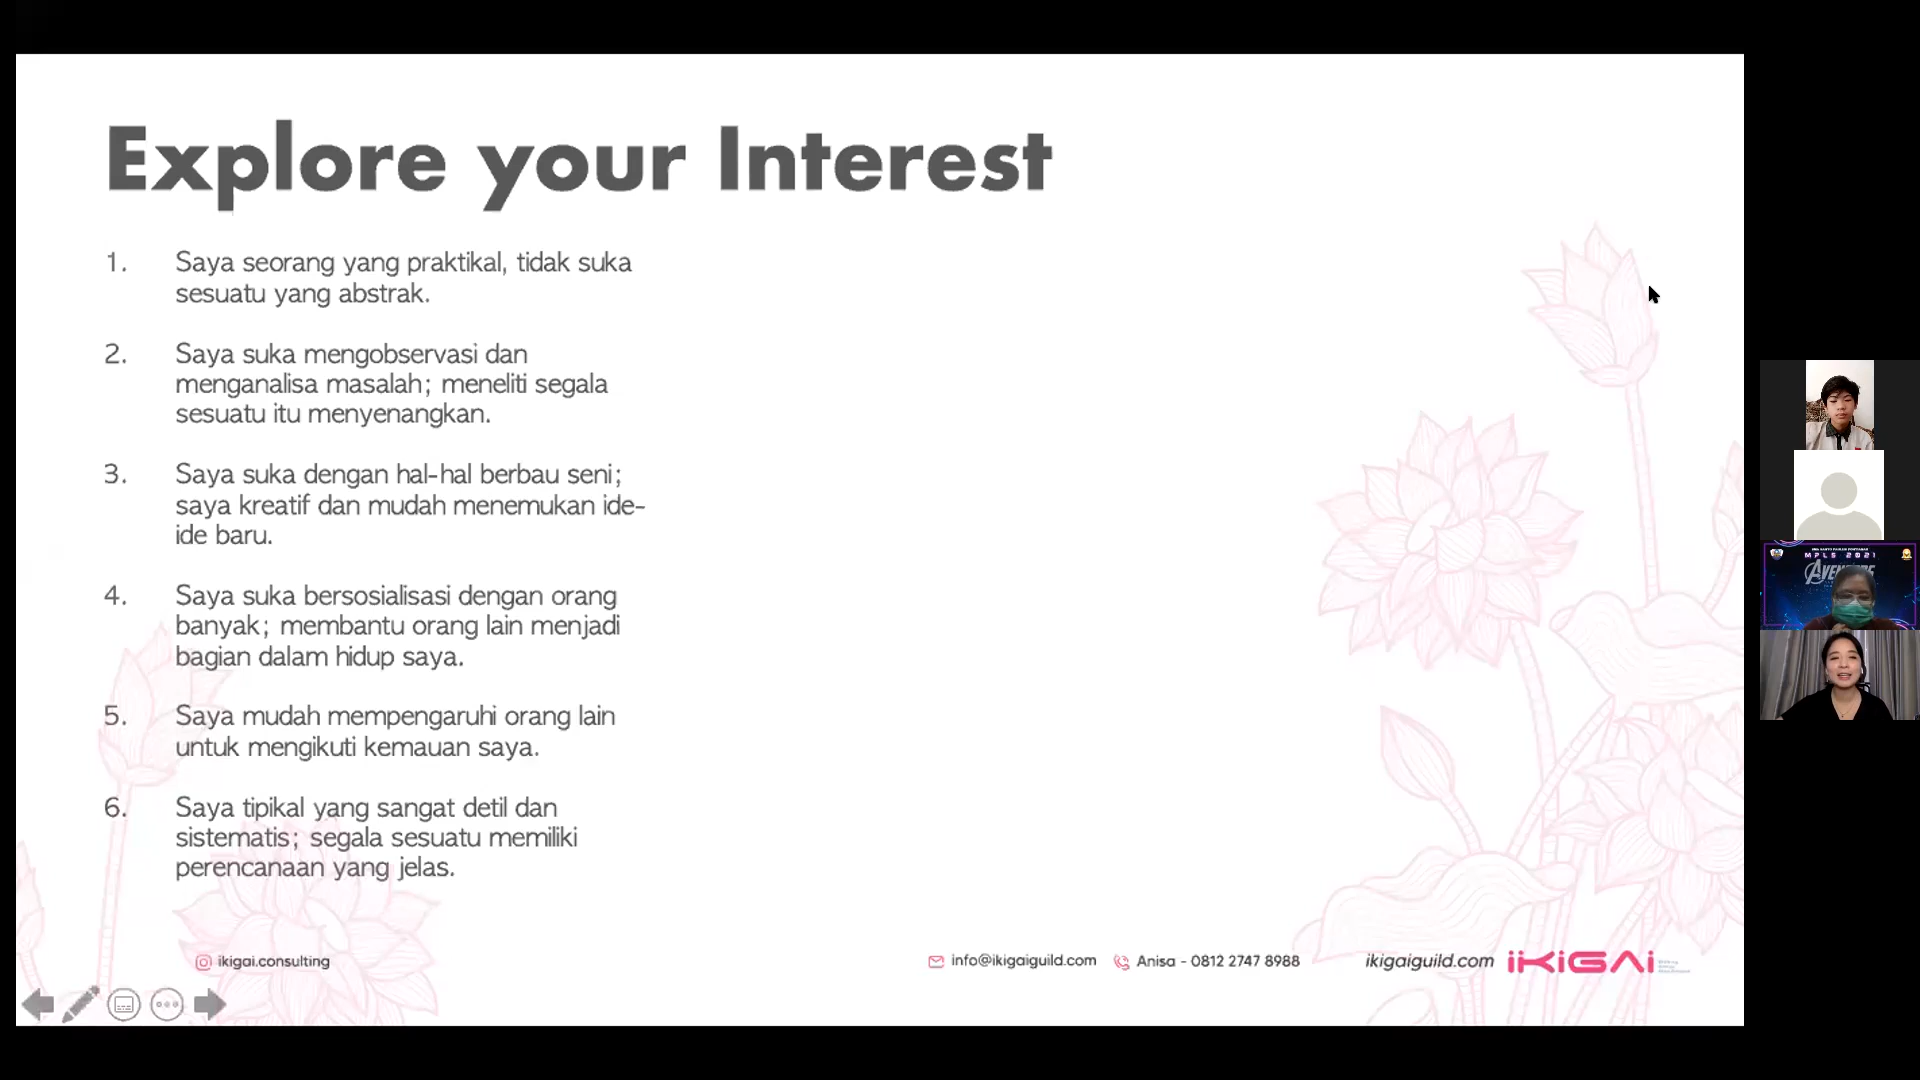 Explore your Interest
1. Saya seorang yang praktikal, tidak suka
sesuatu yang abstrak.
2. Saya suka mengobservasi dan
menganalisa masalah; meneliti segala
sesuatu itu menyenangkan.
3. Saya suka dengan hal-hal berbau seni;
saya kreatif dan mudah menemukan ide-
ide baru.
4. Saya suka bersosialisasi dengan orang
banyak; membantu orang lain menjadi
bagian dalam hidup saya.
5. Saya mudah mempengaruhi orang lain
untuk mengikuti kemauan saya.
6. Saya tipikal yang sangat detil dan
sistematis; segala sesuatu memiliki
perencanaan yang jelas.
ikigai.consulting
info@ikigaiguild.com
Anisa - 0812 2747 8988
ikigaiguild.com
iKiGAi
MPLS 2021